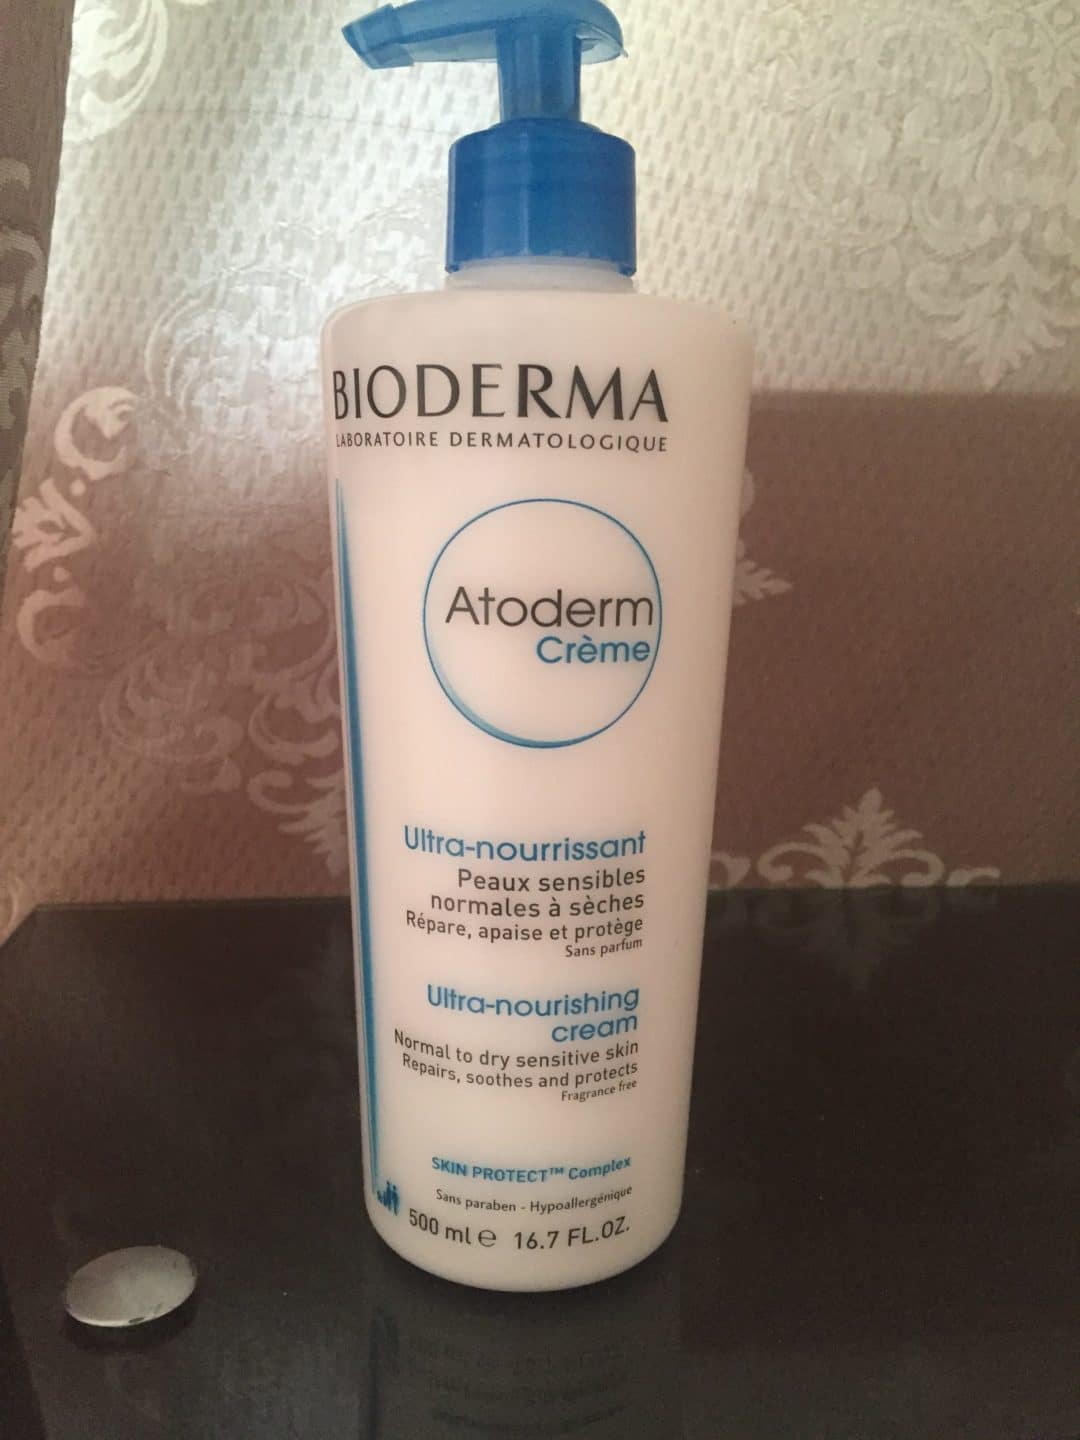 BIODERMA
LABORATOIRE DERMATOLOGIQUE
Atoderm
Crème
Ultra-nourrissant
Peaux sensibles
normales à sèches
Répare, apaise et protège
Sans parfum
Ultra-nourishing
cream
Normal to dry sensitive skin
Repairs, soothes and protects
Fragrance free
SKIN PROTECT™ Complex
Sans paraben - Hypoallergénique
500 ml ℮ 16.7 FL.OZ.